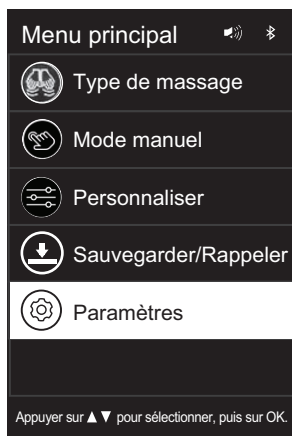 Menu principal
Type de massage
Mode manuel
Personnaliser
Sauvegarder/Rappeler
Paramètres
Appuyer sur ▲▼ pour sélectionner, puis sur OK.